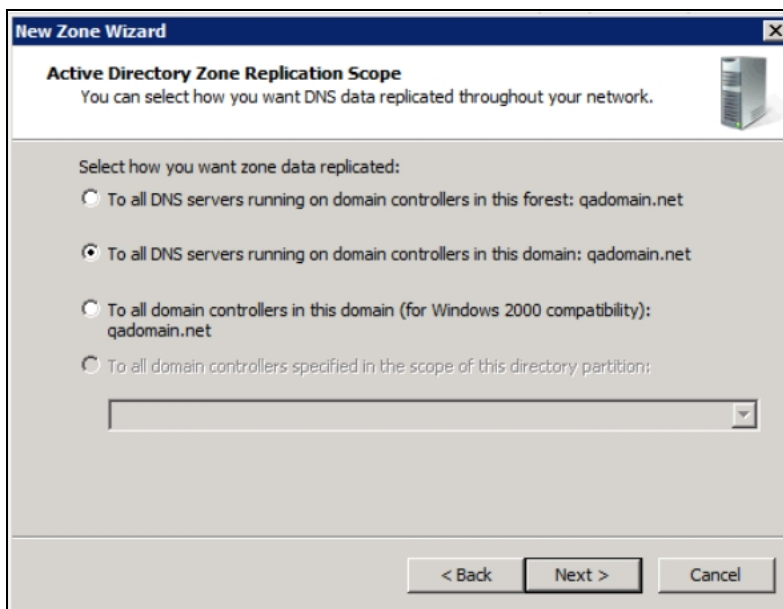 New Zone Wizard
Active Directory Zone Replication Scope
You can select how you want DNS data replicated throughout your network.
Select how you want zone data replicated:
To all DNS servers running on domain controllers in this forest: qadomain.net
To all DNS servers running on domain controllers in this domain: qadomain.net
To all domain controllers in this domain (for Windows 2000 compatibility):
qadomain.net
To all domain controllers specified in the scope of this directory partition:
< Back Next > Cancel